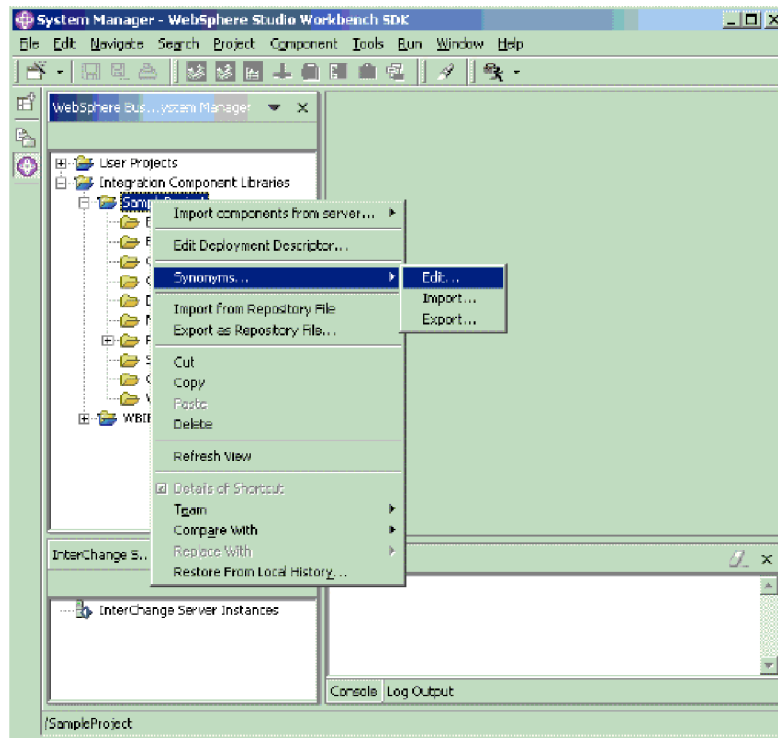 System Manager - WebSphere Studio Workbench SDK
File Edit Navigate Search Project Component Tools Run Window Help
WebSphere Bus...ystem Manager
User Projects
Integration Component Libraries
Import components from server...
Edit Deployment Descriptor...
Synonyms...
Edit...
Import...
Export...
Import from Repository File
Export as Repository File...
Cut
Copy
Paste
Delete
WBIF
Refresh View
Details of Shortcut
Team
Compare With
Replace With
Restore From Local History...
InterChange S...
InterChange Server Instances
Console Log Output
/SampleProject